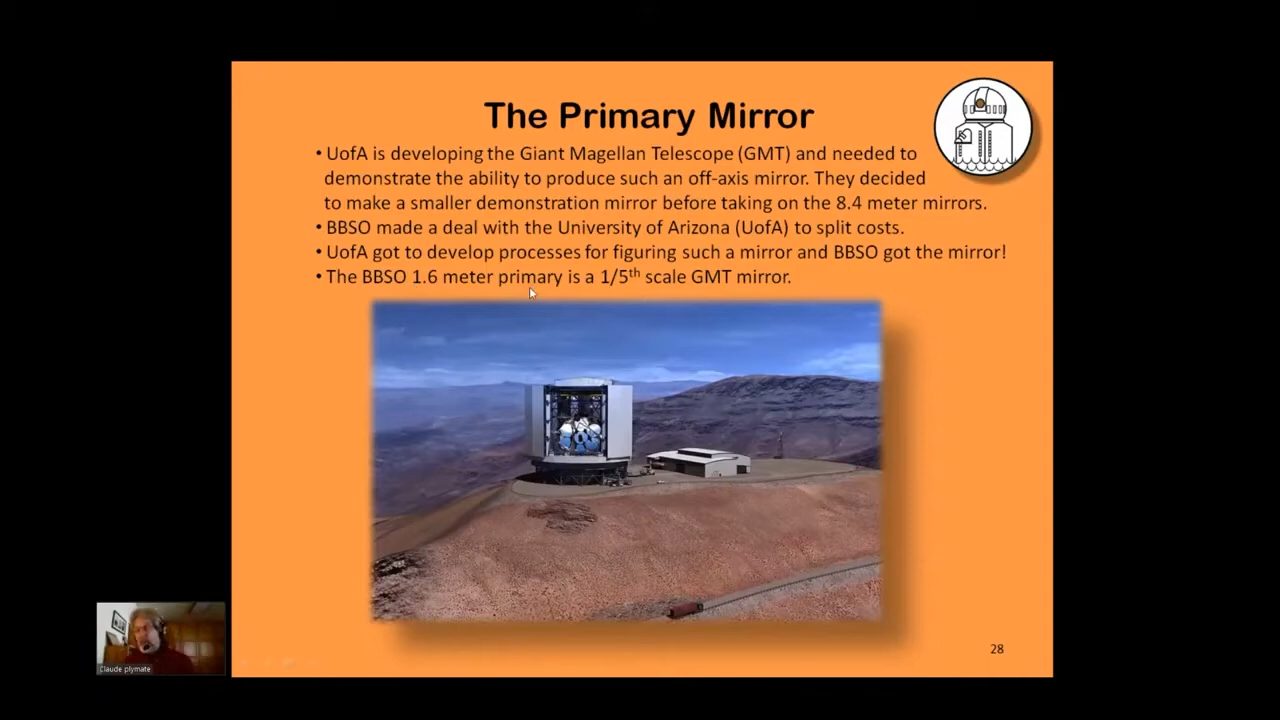 The Primary Mirror
• UofA is developing the Giant Magellan Telescope (GMT) and needed to
demonstrate the ability to produce such an off-axis mirror. They decided
to make a smaller demonstration mirror before taking on the 8.4 meter mirrors.
• BBSO made a deal with the University of Arizona (UofA) to split costs.
• UofA got to develop processes for figuring such a mirror and BBSO got the mirror!
• The BBSO 1.6 meter primary is a 1/5th scale GMT mirror.
Claude plymate
28